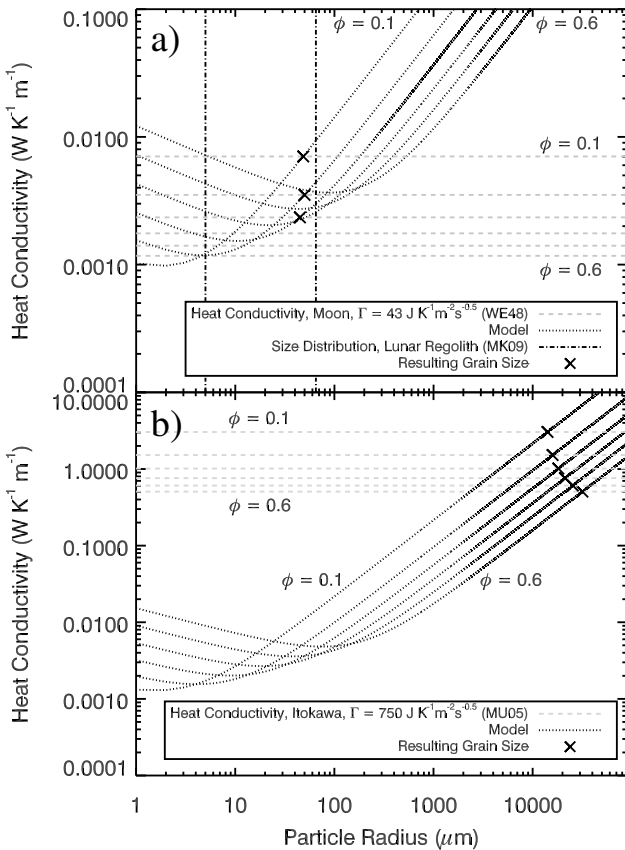 a)
ϕ = 0.1
ϕ = 0.6
0.1000
0.0100
0.0010
0.0001
Heat Conductivity (W K⁻¹ m⁻¹)
ϕ = 0.1
ϕ = 0.6
Heat Conductivity, Moon, Γ = 43 J K⁻¹m⁻²s⁻⁰·⁵ (WE48)
Model
Size Distribution, Lunar Regolith (MK09)
Resulting Grain Size
b)
10.0000
1.0000
0.1000
0.0100
0.0010
0.0001
Heat Conductivity (W K⁻¹ m⁻¹)
ϕ = 0.1
ϕ = 0.6
ϕ = 0.1
ϕ = 0.6
Heat Conductivity, Itokawa, Γ = 750 J K⁻¹m⁻²s⁻⁰·⁵ (MU05)
Model
Resulting Grain Size
1 10 100 1000 10000
Particle Radius (μm)